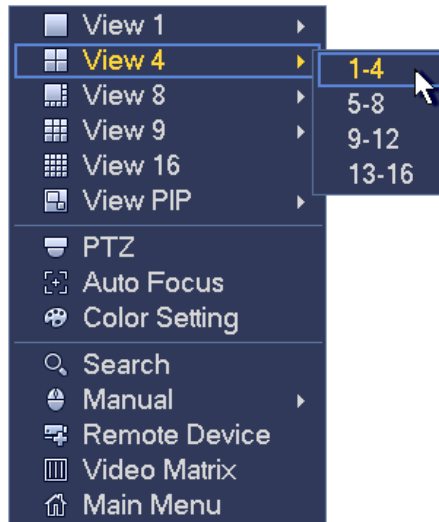 View 1
View 4
1-4
5-8
9-12
13-16
View 8
View 9
View 16
View PIP
PTZ
Auto Focus
Color Setting
Search
Manual
Remote Device
Video Matrix
Main Menu